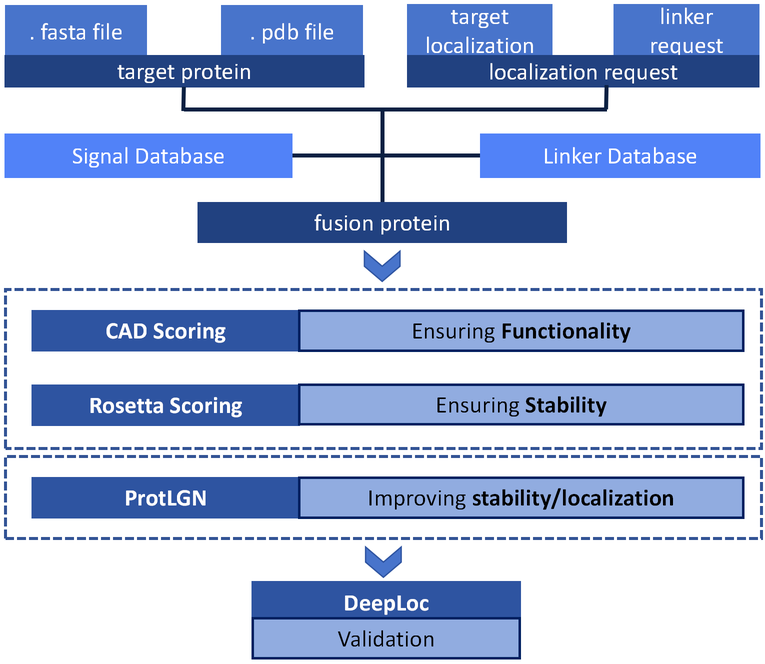 . fasta file
. pdb file
target
localization
linker
request
target protein
localization request
Signal Database
Linker Database
fusion protein
CAD Scoring
Ensuring Functionality
Rosetta Scoring
Ensuring Stability
ProtLGN
Improving stability/localization
DeepLoc
Validation